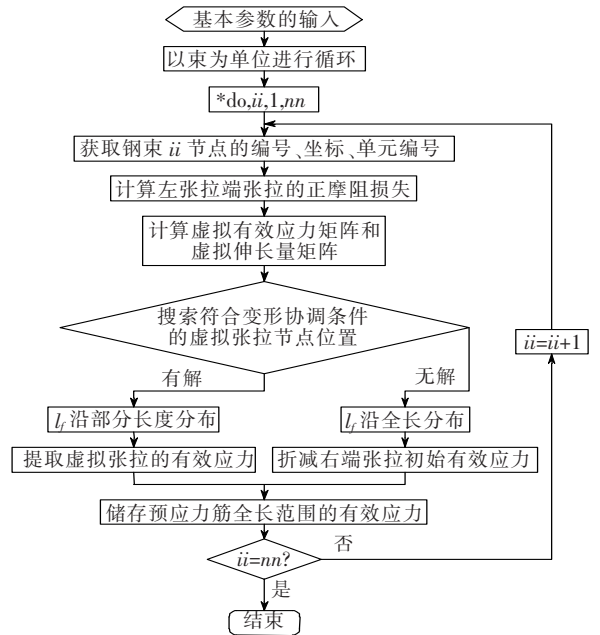 基本参数的输入
以束为单位进行循环
*do,ii,1,nn
获取钢束 ii 节点的编号、坐标、单元编号
计算左张拉端张拉的正摩阻损失
计算虚拟有效应力矩阵和
虚拟伸长量矩阵
搜索符合变形协调条件
的虚拟张拉节点位置
ii=ii+1
有解
无解
lf沿部分长度分布
lf沿全长分布
提取虚拟张拉的有效应力
折减右端张拉初始有效应力
储存预应力筋全长范围的有效应力
否
ii=nn?
是
结束